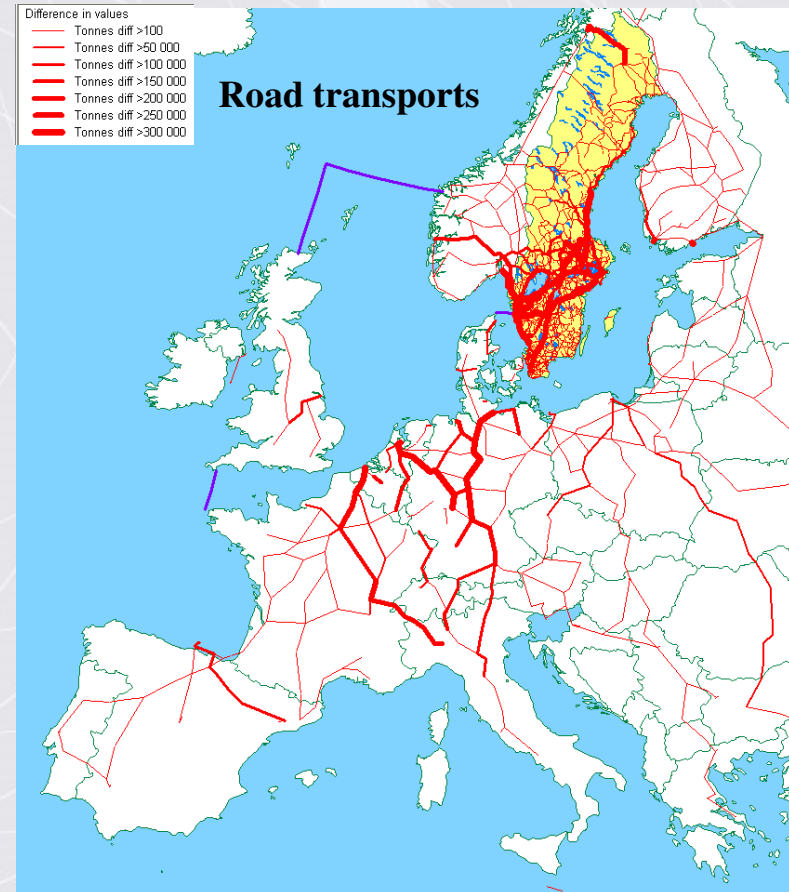 Difference in values
Tonnes diff >100
Tonnes diff >50 000
Tonnes diff >100 000
Tonnes diff >150 000
Tonnes diff >200 000
Tonnes diff >250 000
Tonnes diff >300 000
Road transports